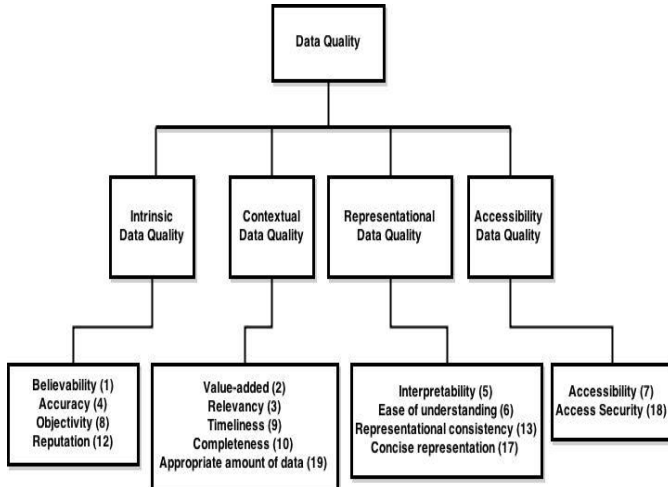 Data Quality
Intrinsic
Data Quality
Contextual
Data Quality
Representational
Data Quality
Accessibility
Data Quality
Believability (1)
Accuracy (4)
Objectivity (8)
Reputation (12)
Value-added (2)
Relevancy (3)
Timeliness (9)
Completeness (10)
Appropriate amount of data (19)
Interpretability (5)
Ease of understanding (6)
Representational consistency (13)
Concise representation (17)
Accessibility (7)
Access Security (18)